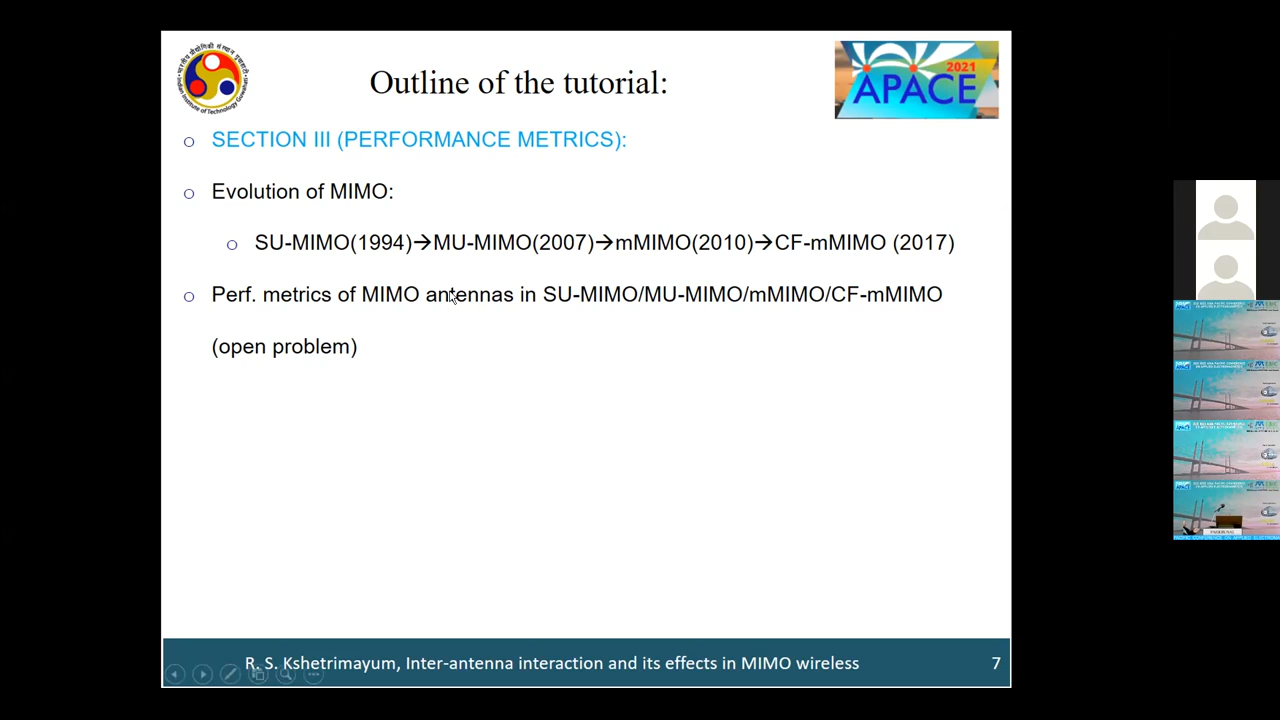 Outline of the tutorial:
2021
APACE
SECTION III (PERFORMANCE METRICS):
Evolution of MIMO:
SU-MIMO(1994)→MU-MIMO(2007)→mMIMO(2010)→CF-mMIMO (2017)
Perf. metrics of MIMO antennas in SU-MIMO/MU-MIMO/mMIMO/CF-mMIMO
(open problem)
R. S. Kshetrimayum, Inter-antenna interaction and its effects in MIMO wireless
7